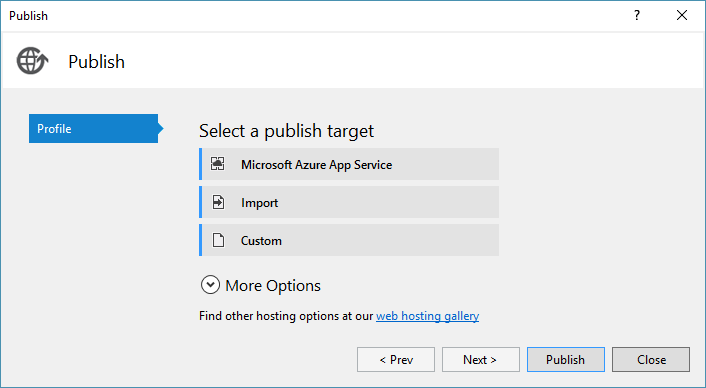 Publish
?
Publish
Profile
Select a publish target
Microsoft Azure App Service
Import
Custom
More Options
Find other hosting options at our web hosting gallery
< Prev
Next >
Publish
Close